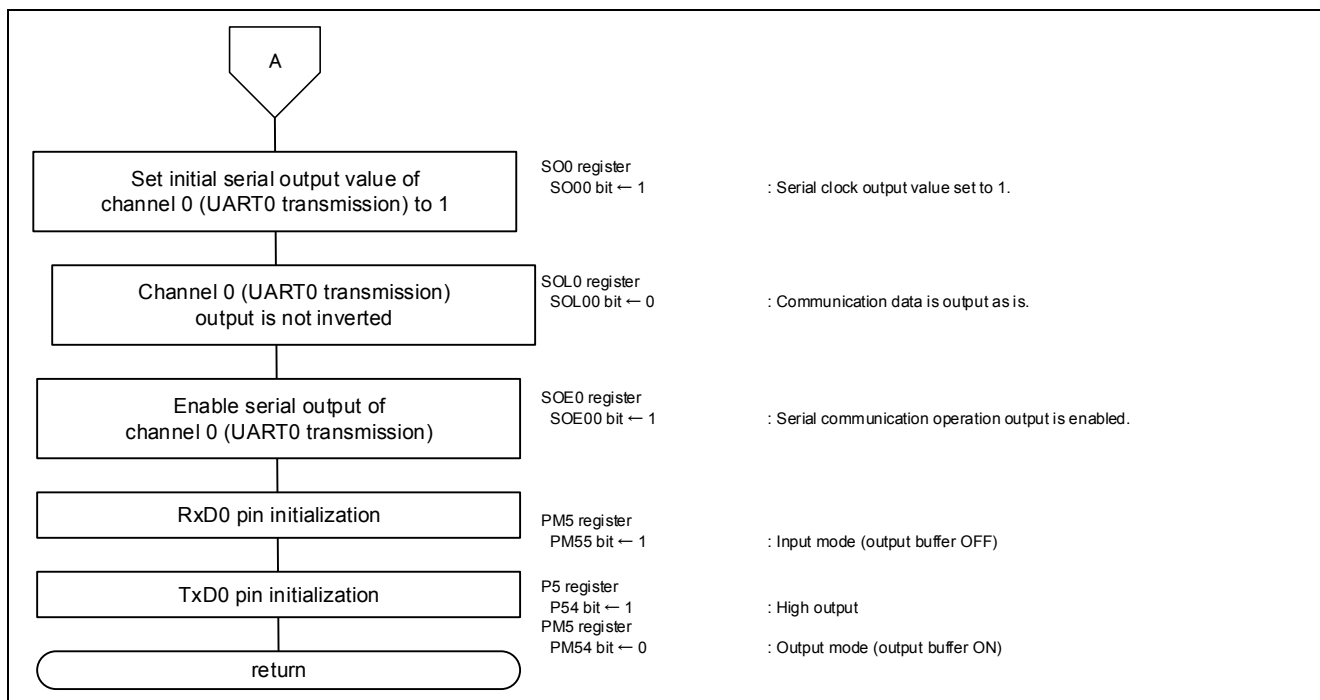 A
Set initial serial output value of
channel 0 (UART0 transmission) to 1
SO0 register
SO00 bit ← 1 : Serial clock output value set to 1.
Channel 0 (UART0 transmission)
output is not inverted
SOL0 register
SOL00 bit ← 0 : Communication data is output as is.
Enable serial output of
channel 0 (UART0 transmission)
SOE0 register
SOE00 bit ← 1 : Serial communication operation output is enabled.
RxD0 pin initialization
PM5 register
PM55 bit ← 1 : Input mode (output buffer OFF)
TxD0 pin initialization
P5 register
P54 bit ← 1 : High output
PM5 register
PM54 bit ← 0 : Output mode (output buffer ON)
return